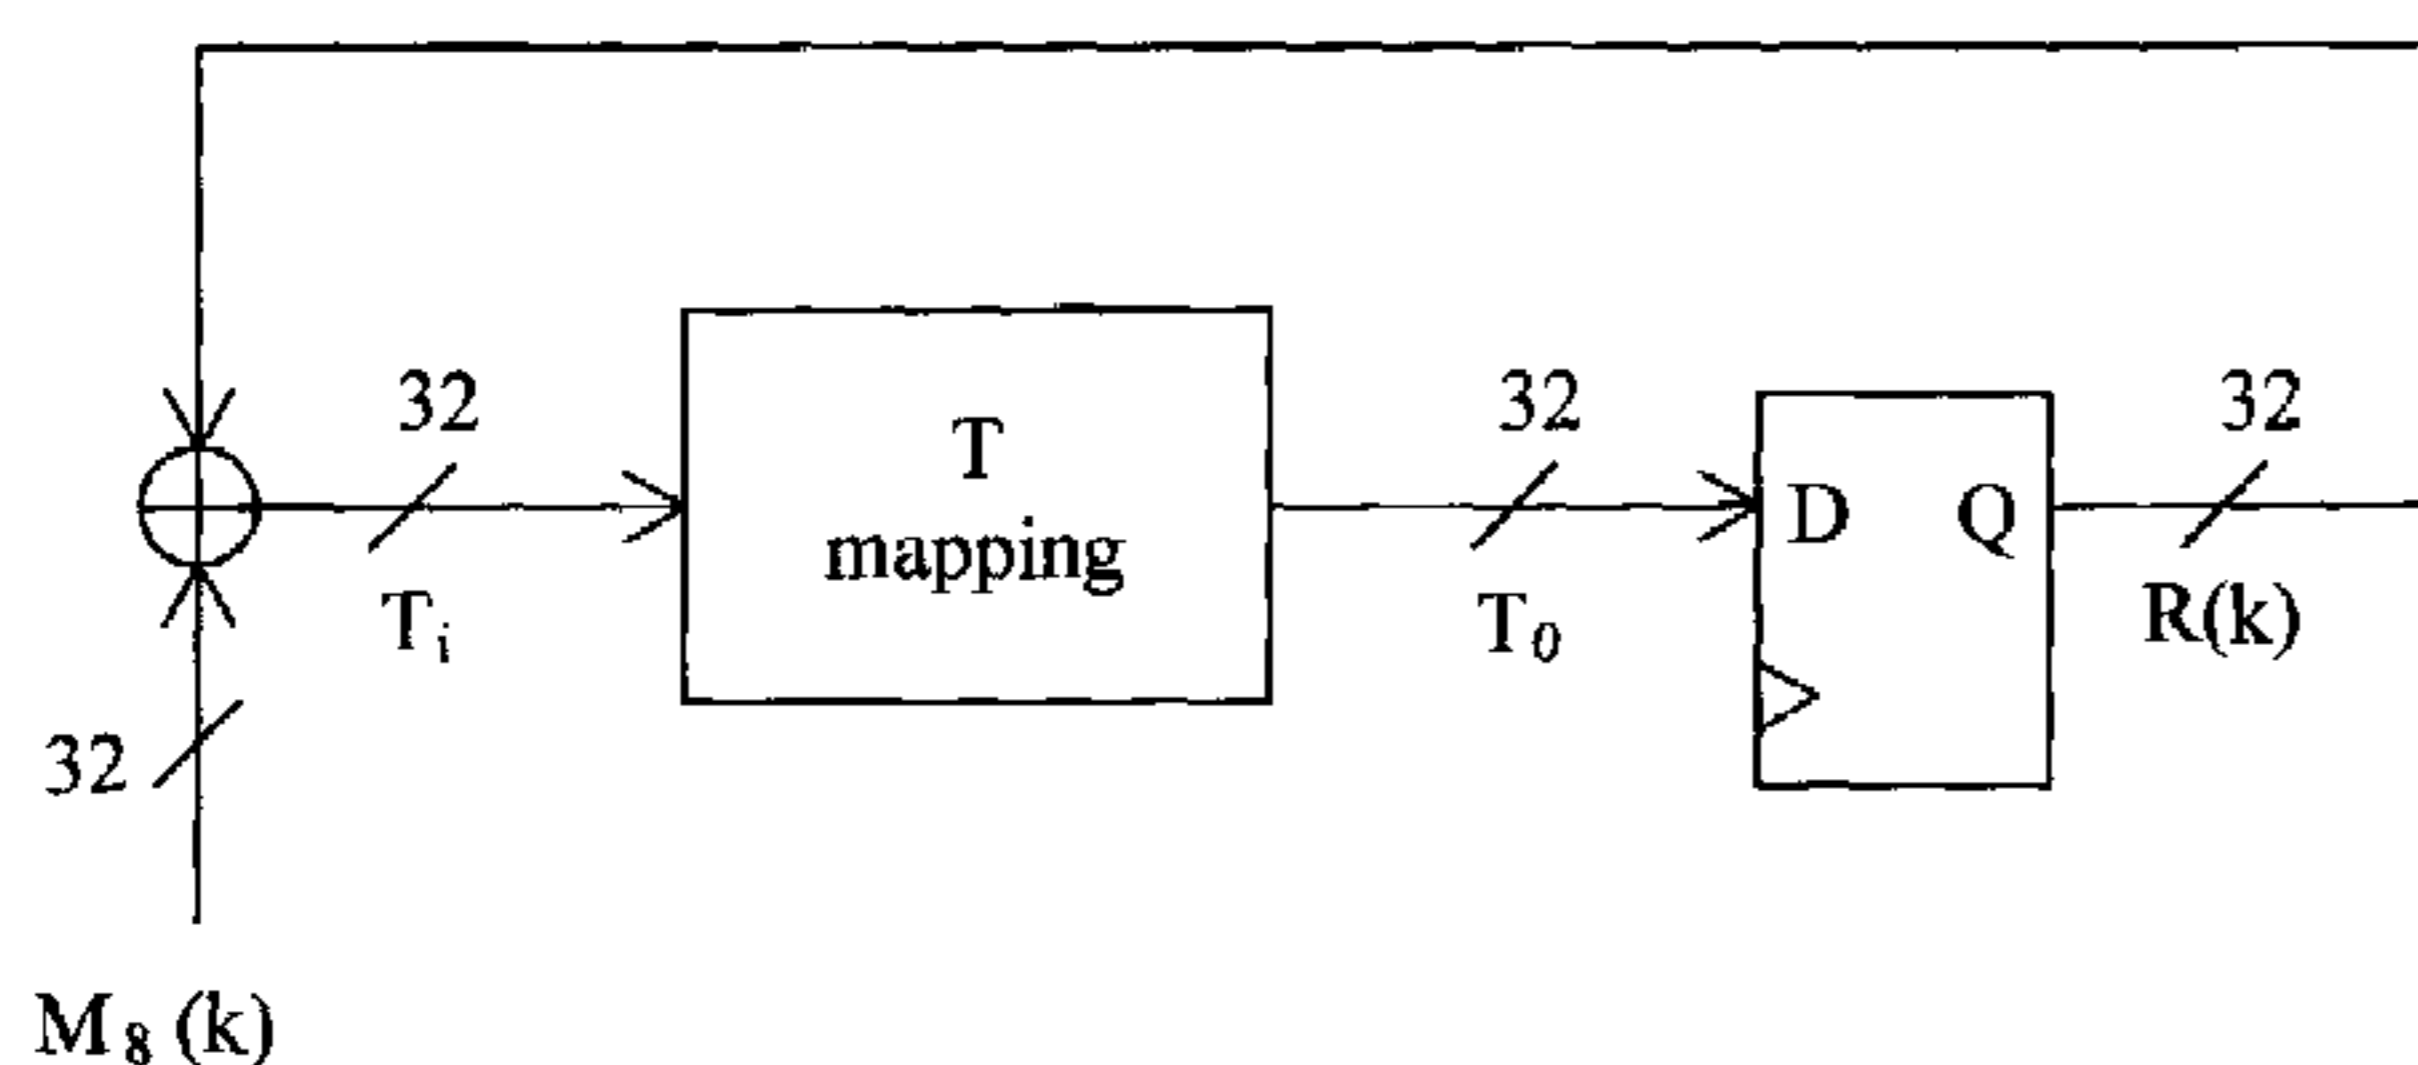 32
32
32
T
mapping
D Q
Tᵢ
T₀
R(k)
32
M₈ (k)